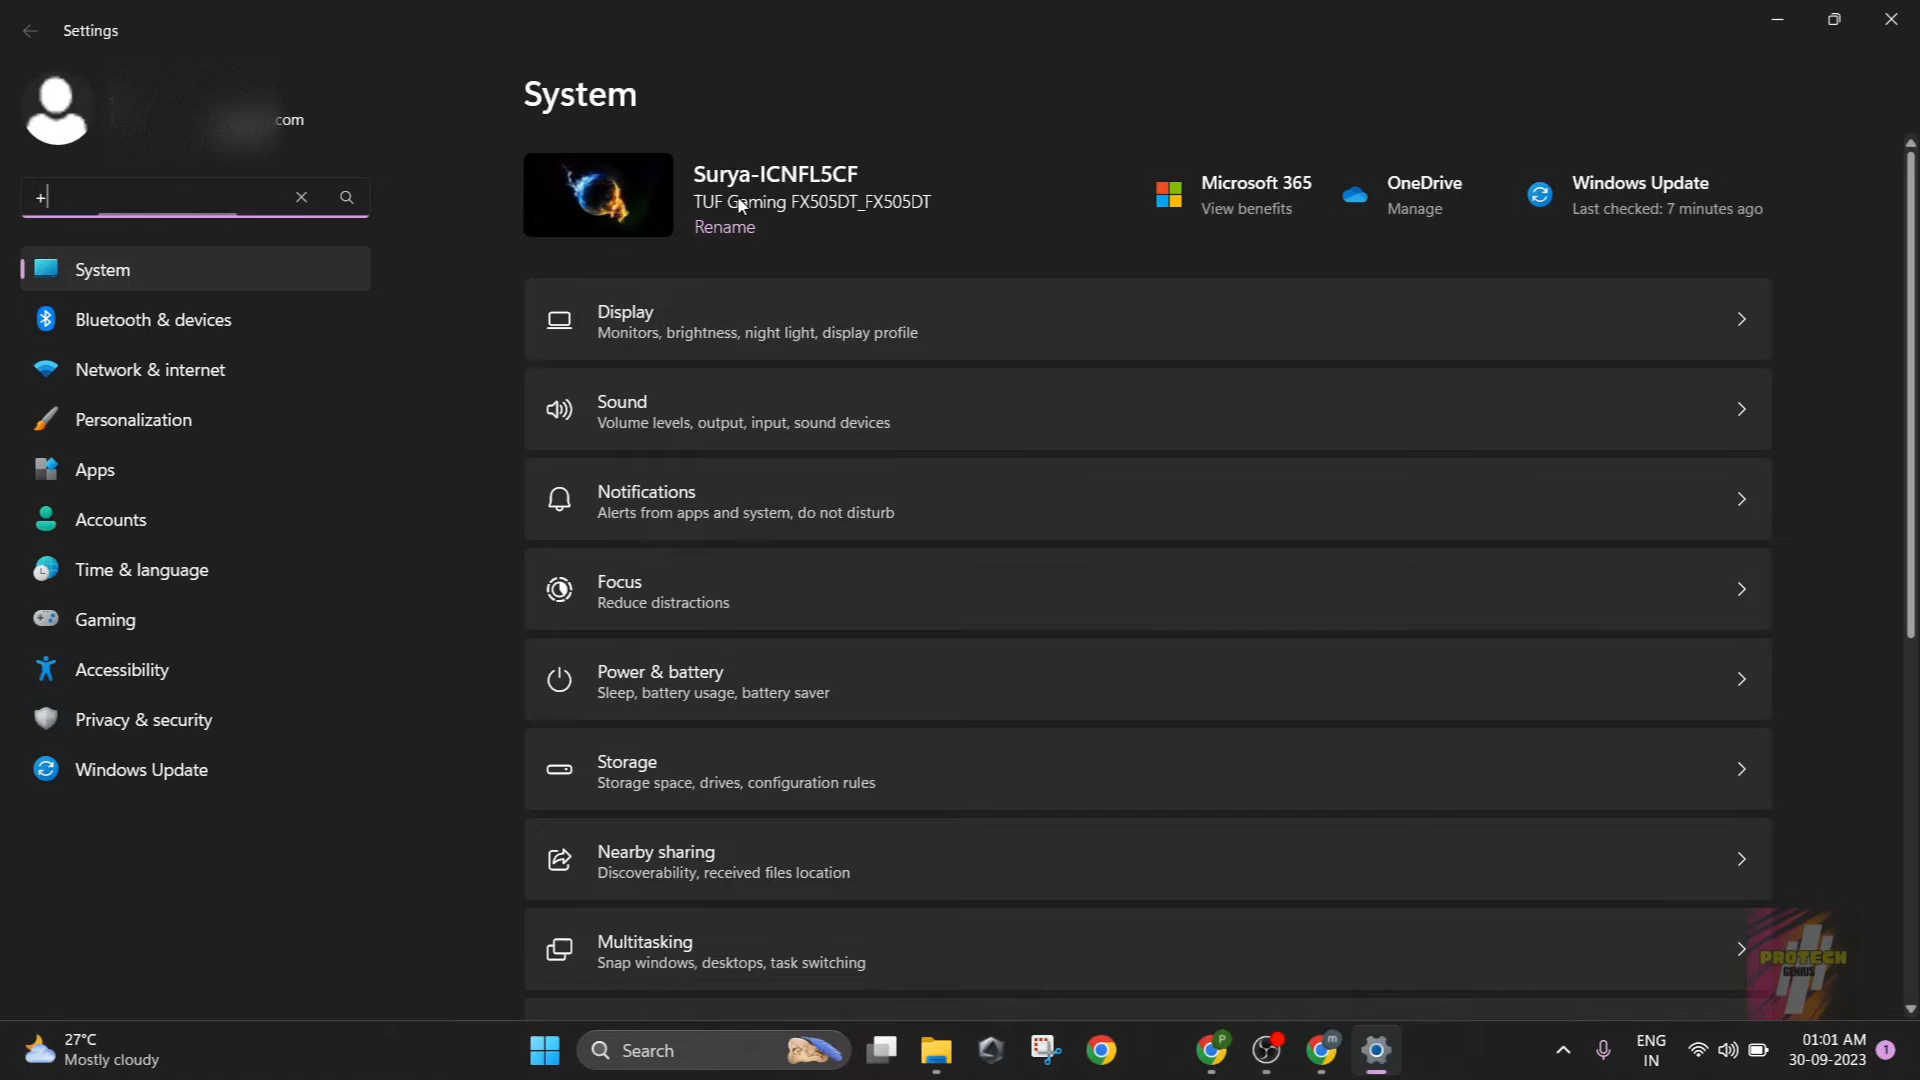 Settings
com
+
System
Bluetooth & devices
Network & internet
Personalization
Apps
Accounts
Time & language
Gaming
Accessibility
Privacy & security
Windows Update
System
Surya-ICNFL5CF
TUF Gaming FX505DT_FX505DT
Rename
Microsoft 365
View benefits
OneDrive
Manage
Windows Update
Last checked: 7 minutes ago
Display
Monitors, brightness, night light, display profile
Sound
Volume levels, output, input, sound devices
Notifications
Alerts from apps and system, do not disturb
Focus
Reduce distractions
Power & battery
Sleep, battery usage, battery saver
Storage
Storage space, drives, configuration rules
Nearby sharing
Discoverability, received files location
Multitasking
Snap windows, desktops, task switching
PROTECH
GENIUS
27°C
Mostly cloudy
Search
P
m
ENG
IN
01:01 AM
30-09-2023
1